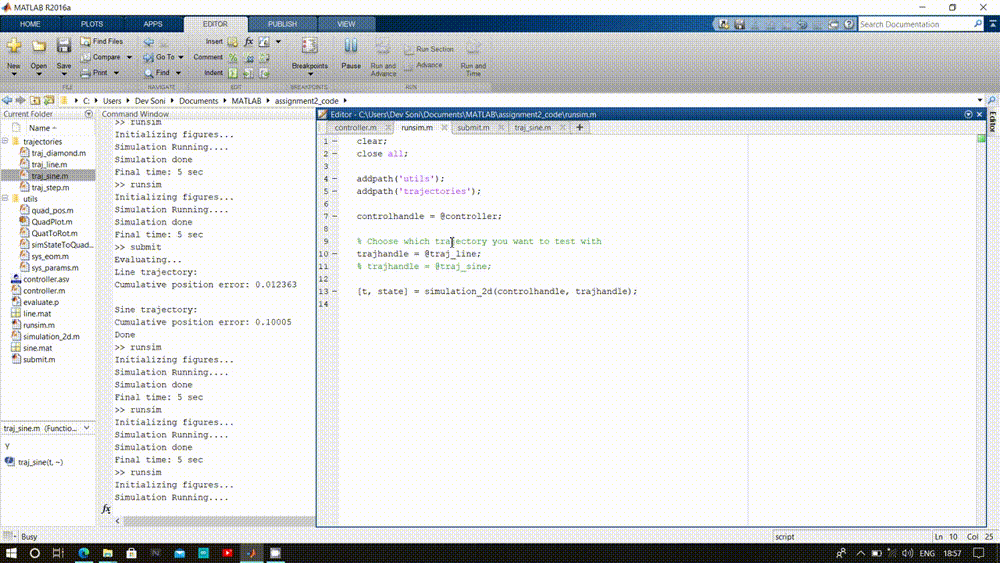 MATLAB R2016a
HOME PLOTS APPS EDITOR PUBLISH VIEW
Search Documentation
New Open Save
Find Files
Compare
Print
Go To
Find
Insert
Comment
Indent
Breakpoints
Pause
Run and Advance
Run Section
Advance
Run and Time
FILE NAVIGATE EDIT BREAKPOINTS RUN
C: Users Dev Soni Documents MATLAB assignment2_code
Current Folder
Name
trajectories
traj_diamond.m
traj_line.m
traj_sine.m
traj_step.m
utils
quad_pos.m
QuadPlot.m
QuatToRot.m
simStateToQuad...
sys_eom.m
sys_params.m
controller.asv
controller.m
evaluate.p
line.mat
runsim.m
simulation_2d.m
sine.mat
submit.m
traj_sine.m (Functio...
traj_sine(t, ~)
Command Window
>> runsim
Initializing figures...
Simulation Running....
Simulation done
Final time: 5 sec
>> runsim
Initializing figures...
Simulation Running....
Simulation done
Final time: 5 sec
>> submit
Evaluating...
Line trajectory:
Cumulative position error: 0.012363
Sine trajectory:
Cumulative position error: 0.10005
Done
>> runsim
Initializing figures...
Simulation Running....
Simulation done
Final time: 5 sec
>> runsim
Initializing figures...
Simulation Running....
Simulation done
Final time: 5 sec
>> runsim
Initializing figures...
Simulation Running....
fx
Editor - C:\Users\Dev Soni\Documents\MATLAB\assignment2_code\runsim.m
Editor
controller.m runsim.m submit.m traj_sine.m
1 clear;
2 close all;
3
4 addpath('utils');
5 addpath('trajectories');
6
7 controlhandle = @controller;
8
9 % Choose which trajectory you want to test with
10 trajhandle = @traj_line;
11 % trajhandle = @traj_sine;
12
13 [t, state] = simulation_2d(controlhandle, trajhandle);
14
Busy
script Ln 10 Col 25
ENG 18:57